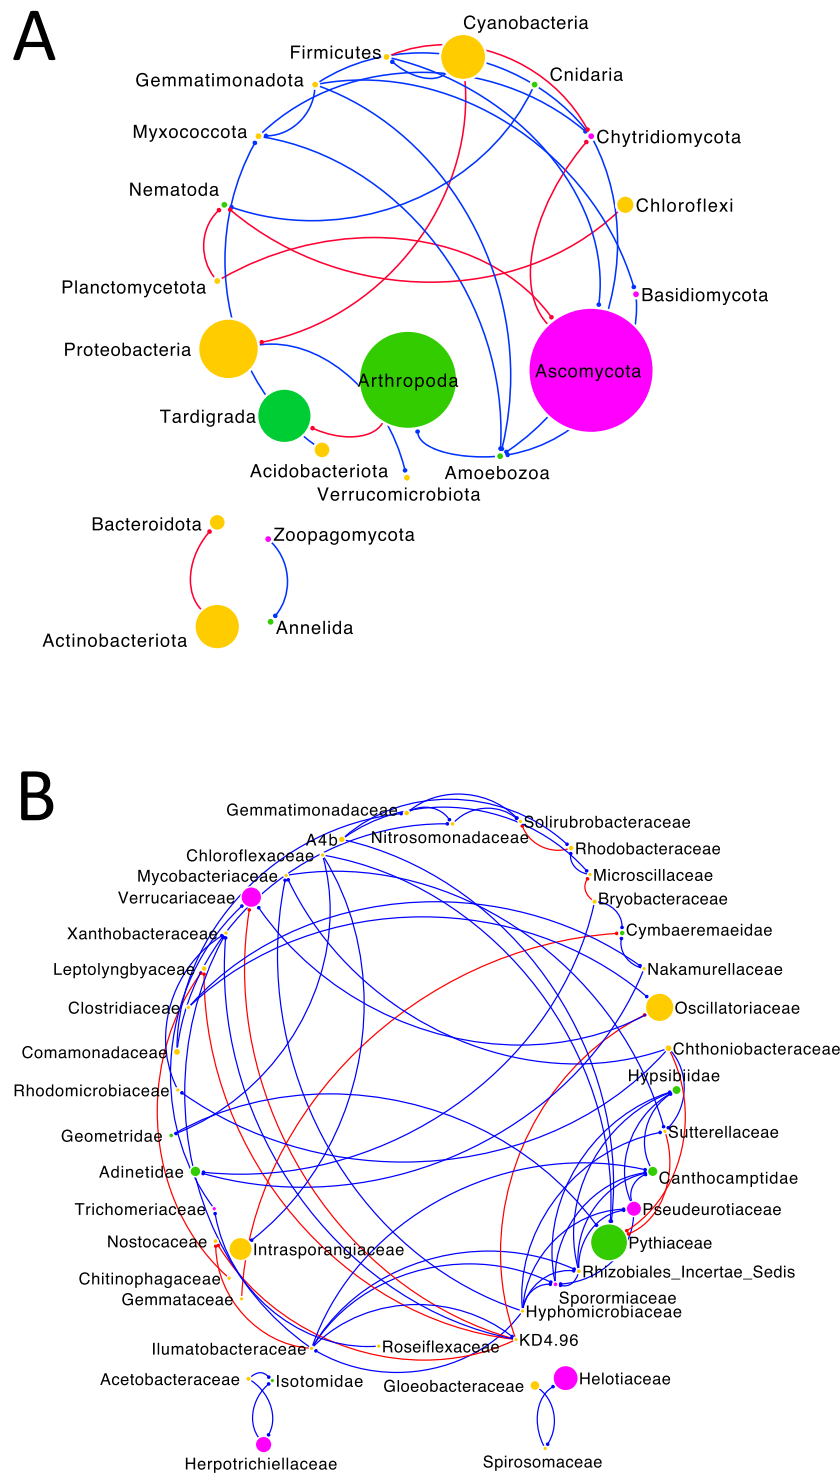 A
Cyanobacteria
Firmicutes
Cnidaria
Gemmatimonadota
Myxococcota
Chytridiomycota
Nematoda
Chloroflexi
Planctomycetota
Basidiomycota
Proteobacteria
Arthropoda
Ascomycota
Tardigrada
Acidobacteriota
Amoebozoa
Verrucomicrobiota
Bacteroidota
Zoopagomycota
Annelida
Actinobacteriota
B
Gemmatimonadaceae
Solirubrobacteraceae
A4b
Nitrosomonadaceae
Rhodobacteraceae
Chloroflexaceae
Mycobacteriaceae
Microscillaceae
Verrucariaceae
Bryobacteraceae
Xanthobacteraceae
Cymbaeremaeidae
Leptolyngbyaceae
Nakamurellaceae
Clostridiaceae
Oscillatoriaceae
Comamonadaceae
Chthoniobacteraceae
Hypsibiidae
Rhodomicrobiaceae
Geometridae
Sutterellaceae
Adinetidae
Canthocamptidae
Trichomeriaceae
Pseudeurotiaceae
Nostocaceae
Intrasporangiaceae
Pythiaceae
Chitinophagaceae
Rhizobiales_Incertae_Sedis
Gemmataceae
Sporormiaceae
Hyphomicrobiaceae
Ilumatobacteraceae
Roseiflexaceae
KD4.96
Acetobacteraceae
Isotomidae
Gloeobacteraceae
Helotiaceae
Herpotrichiellaceae
Spirosomaceae